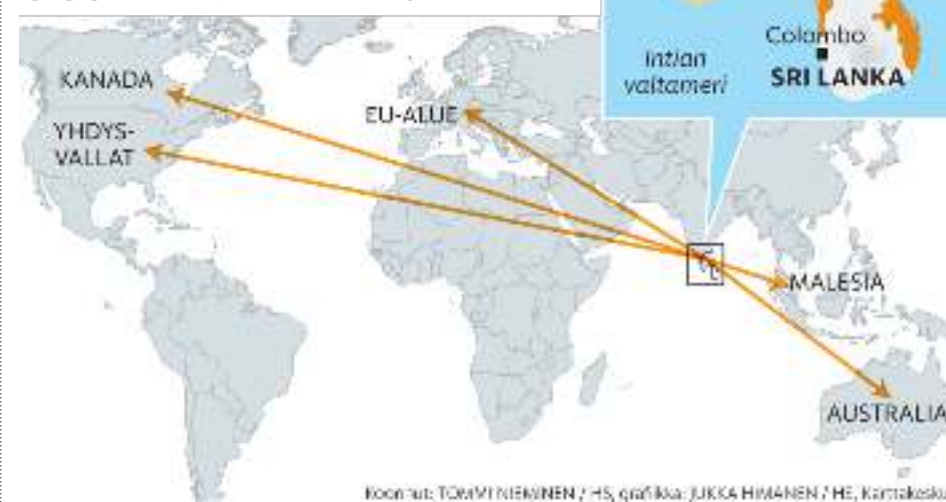 KANADA
YHDYS-
VALLAT
EU-ALUE
Intian
valtameri
Colombo
SRI LANKA
MALESIA
AUSTRALIA
Koonnut: TOMMI NIEMINEN / HS, grafiikka: JUKKA HIMANEN / HS, Karttakesku